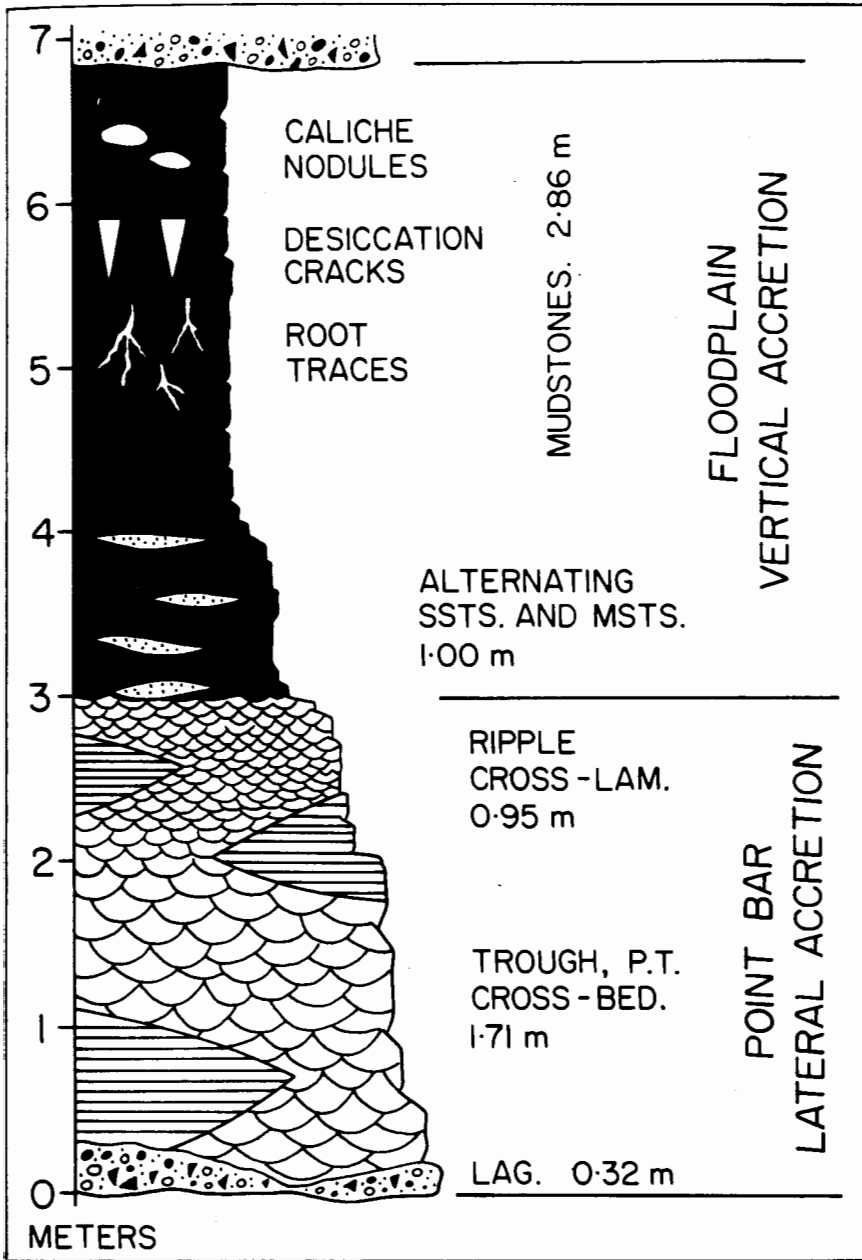 7
6
5
4
3
2
1
0
METERS
CALICHE
NODULES
DESICCATION
CRACKS
ROOT
TRACES
MUDSTONES. 2·86 m
FLOODPLAIN
VERTICAL ACCRETION
ALTERNATING
SSTS. AND MSTS.
1·00 m
RIPPLE
CROSS-LAM.
0·95 m
TROUGH, P.T.
CROSS-BED.
1·71 m
POINT BAR
LATERAL ACCRETION
LAG. 0·32 m